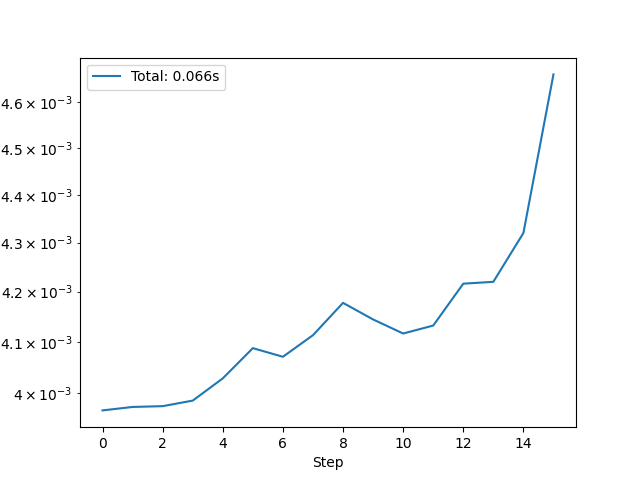 Total: 0.066s
4.6 × 10⁻³
4.5 × 10⁻³
4.4 × 10⁻³
4.3 × 10⁻³
4.2 × 10⁻³
4.1 × 10⁻³
4 × 10⁻³
0 2 4 6 8 10 12 14
Step